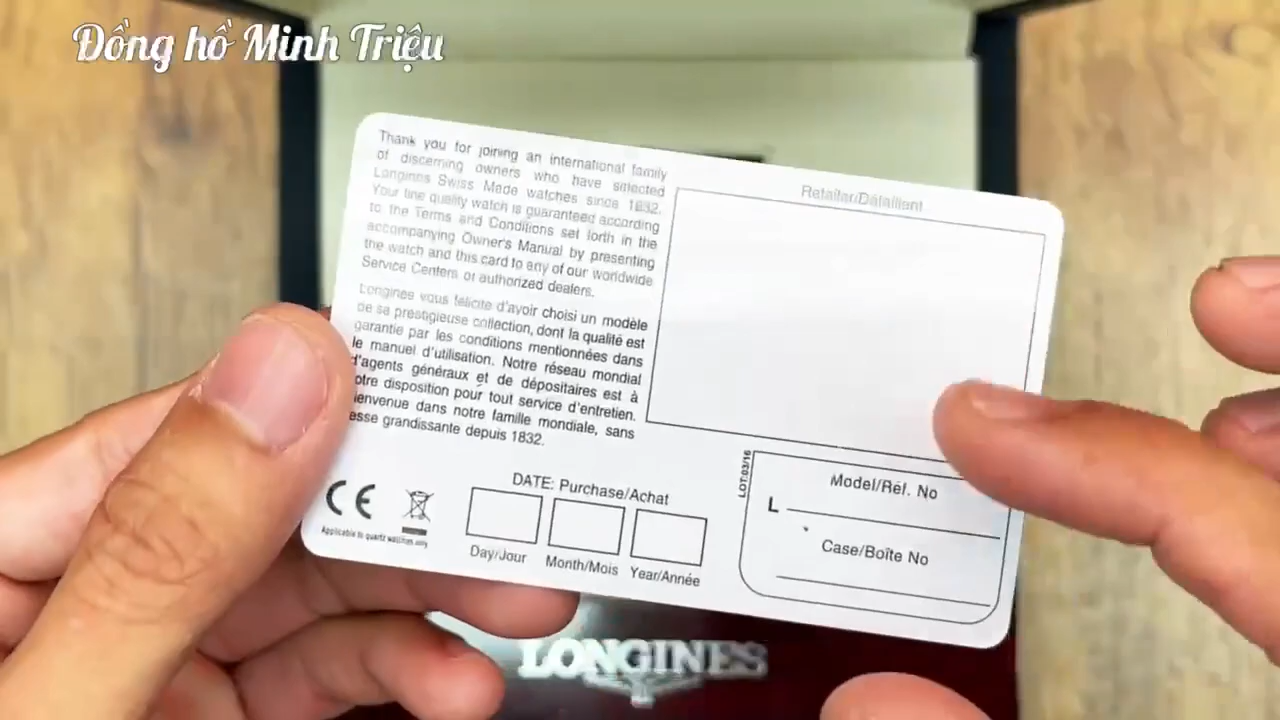 Đồng hồ Minh Triệu
Thank you for joining an international family
of discerning owners who have selected
Longines Swiss Made watches since 1832.
Your fine quality watch is guaranteed according
to the Terms and Conditions set forth in the
accompanying Owner's Manual by presenting
the watch and this card to any of our worldwide
Service Centers or authorized dealers.
Longines vous félicite d'avoir choisi un modèle
de sa prestigieuse collection, dont la qualité est
garantie par les conditions mentionnées dans
le manuel d'utilisation. Notre réseau mondial
d'agents généraux et de dépositaires est à
otre disposition pour tout service d'entretien.
ienvenue dans notre famille mondiale, sans
esse grandissante depuis 1832.
Retailer/Détaillant
CE
Applicable to quartz watches only
DATE: Purchase/Achat
Day/Jour Month/Mois Year/Année
LOT:03/16
Model/Réf. No
L
Case/Boîte No
LONGINES